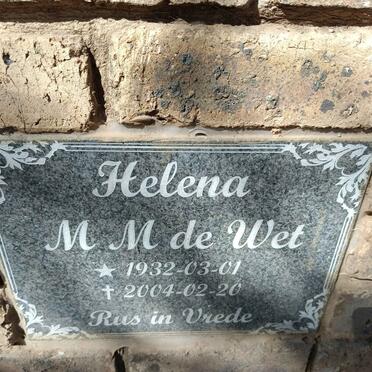 Helena
M M de Wet
★ 1932-03-01
✝ 2004-02-20
Rus in Vrede